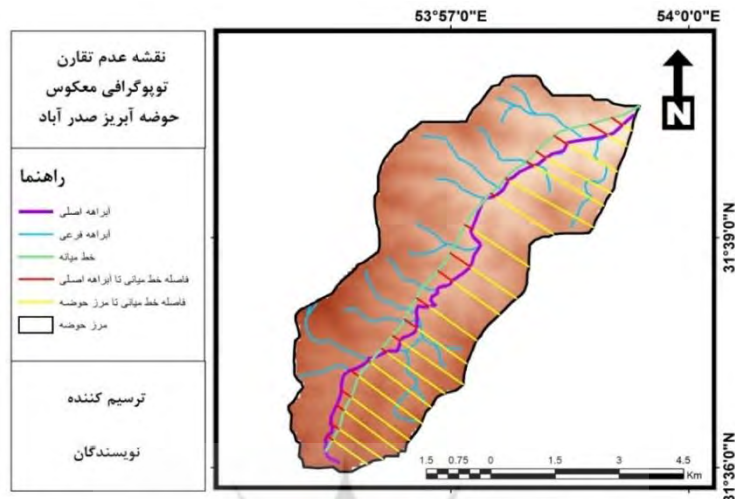 نقشه عدم تقارن
توپوگرافی معکوس
حوضه آبریز صدر آباد
راهنما
آبراهه اصلی
آبراهه فرعی
خط میانه
فاصله خط میانی تا آبراهه اصلی
فاصله خط میانی تا مرز حوضه
مرز حوضه
ترسیم کننده
نویسندگان
53°57'0"E
54°0'0"E
N
31°39'0"N
31°36'0"N
1.5 0.75 0 1.5 3 4.5
Km